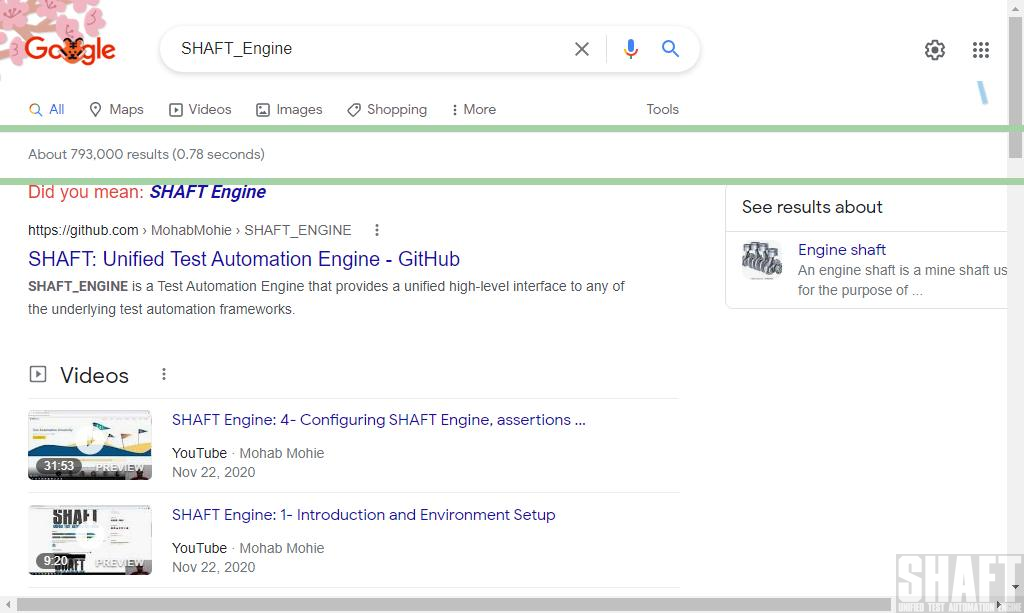 Google
SHAFT_Engine
All
Maps
Videos
Images
Shopping
More
Tools
About 793,000 results (0.78 seconds)
Did you mean: SHAFT Engine
https://github.com › MohabMohie › SHAFT_ENGINE
SHAFT: Unified Test Automation Engine - GitHub
SHAFT_ENGINE is a Test Automation Engine that provides a unified high-level interface to any of
the underlying test automation frameworks.
See results about
Engine shaft
An engine shaft is a mine shaft us
for the purpose of ...
Videos
31:53
PREVIEW
SHAFT Engine: 4- Configuring SHAFT Engine, assertions ...
YouTube · Mohab Mohie
Nov 22, 2020
SHAFT
9:20
PREVIEW
SHAFT Engine: 1- Introduction and Environment Setup
YouTube · Mohab Mohie
Nov 22, 2020
SHAFT
UNIFIED TEST AUTOMATION